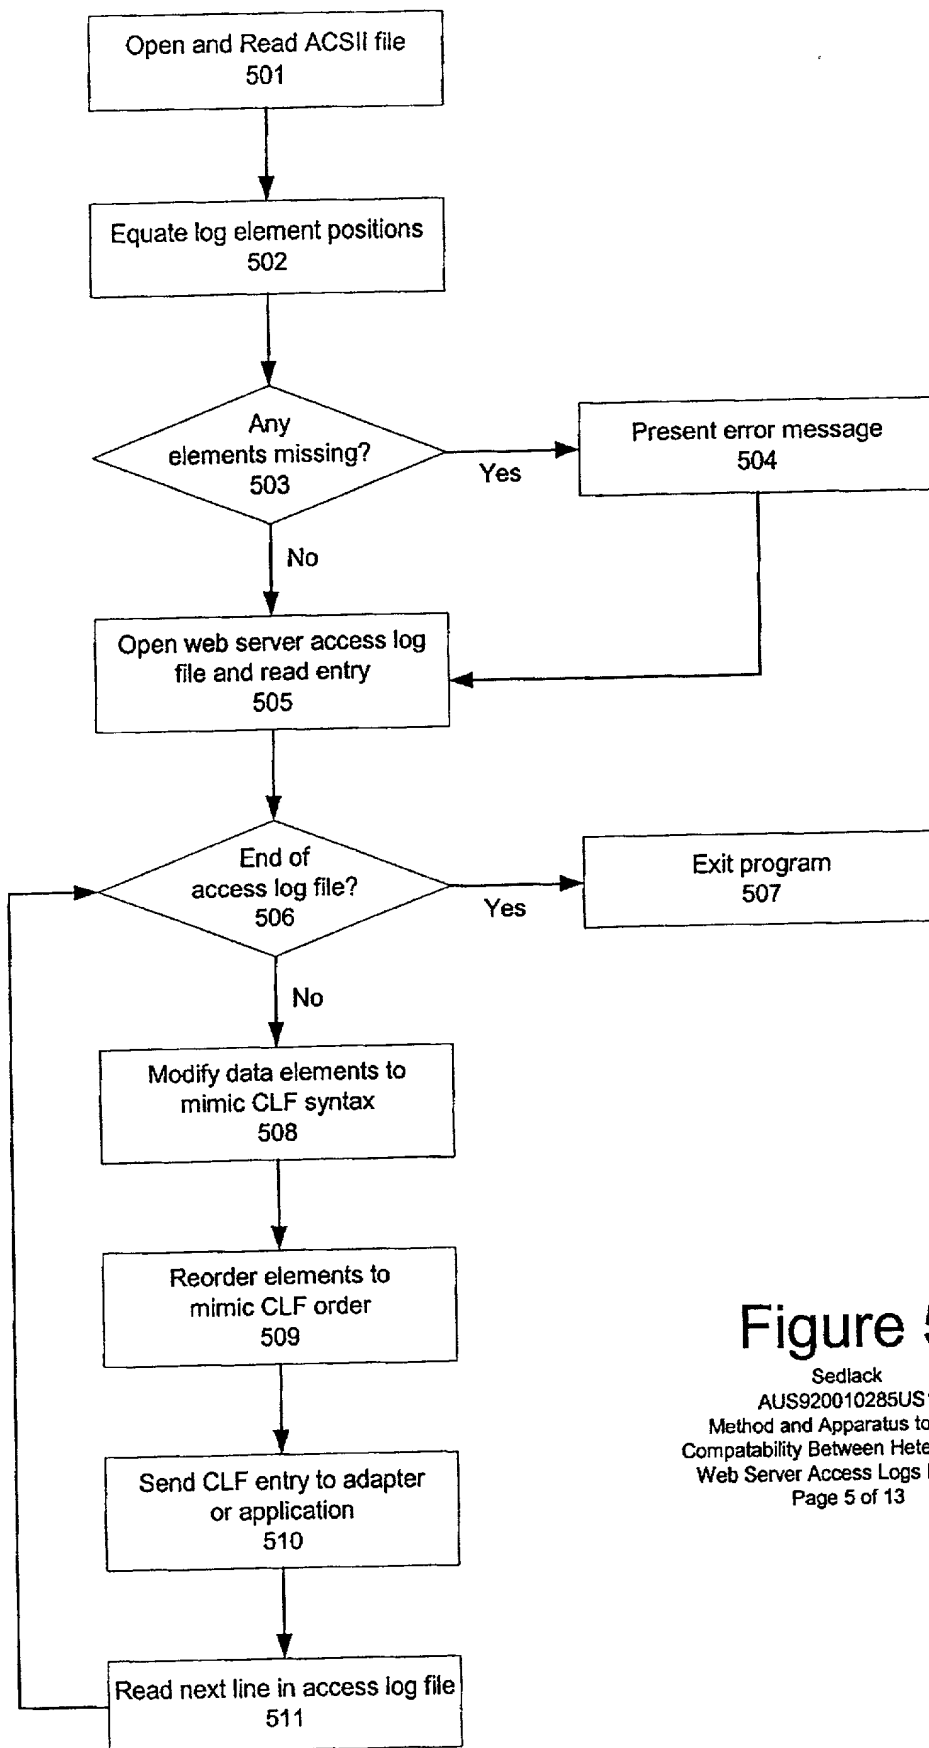 Open and Read ACSII file
501
Equate log element positions
502
Any
elements missing?
503
Yes
Present error message
504
No
Open web server access log
file and read entry
505
End of
access log file?
506
Yes
Exit program
507
No
Modify data elements to
mimic CLF syntax
508
Reorder elements to
mimic CLF order
509
Send CLF entry to adapter
or application
510
Read next line in access log file
511
Figure 5
Sedlack
AUS920010285US
Method and Apparatus to
Compatability Between
Web Server Access Logs
Page 5 of 13